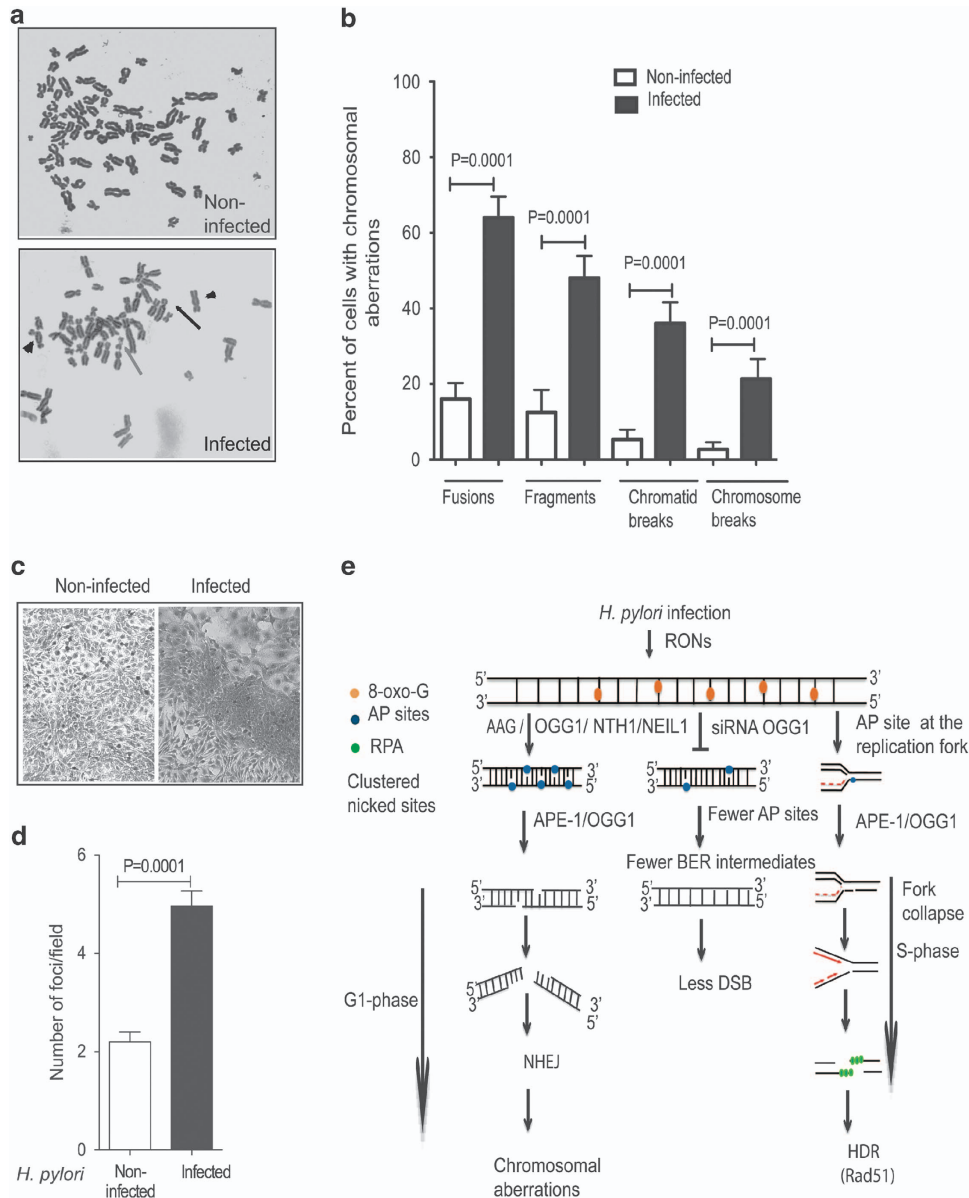 a
Non-
infected
Infected
b
Non-infected
Infected
Percent of cells with chromosomal
aberrations
100
80
60
40
20
0
P=0.0001
P=0.0001
P=0.0001
P=0.0001
Fusions
Fragments
Chromatid
breaks
Chromosome
breaks
c
Non-infected
Infected
d
Number of foci/field
6
4
2
0
P=0.0001
H. pylori
Non-
infected
Infected
e
H. pylori infection
RONs
5' 3'
3' 5'
8-oxo-G
AP sites
RPA
Clustered
nicked sites
AAG / OGG1/ NTH1/NEIL1
siRNA OGG1
AP site at the
replication fork
5' 3'
3' 5'
5' 3'
3' 5'
APE-1/OGG1
Fewer AP sites
APE-1/OGG1
Fewer BER intermediates
5' 3'
3' 5'
5' 3'
3' 5'
Fork
collapse
S-phase
Less DSB
G1-phase
5' 3'
3' 5'
NHEJ
Chromosomal
aberrations
HDR
(Rad51)